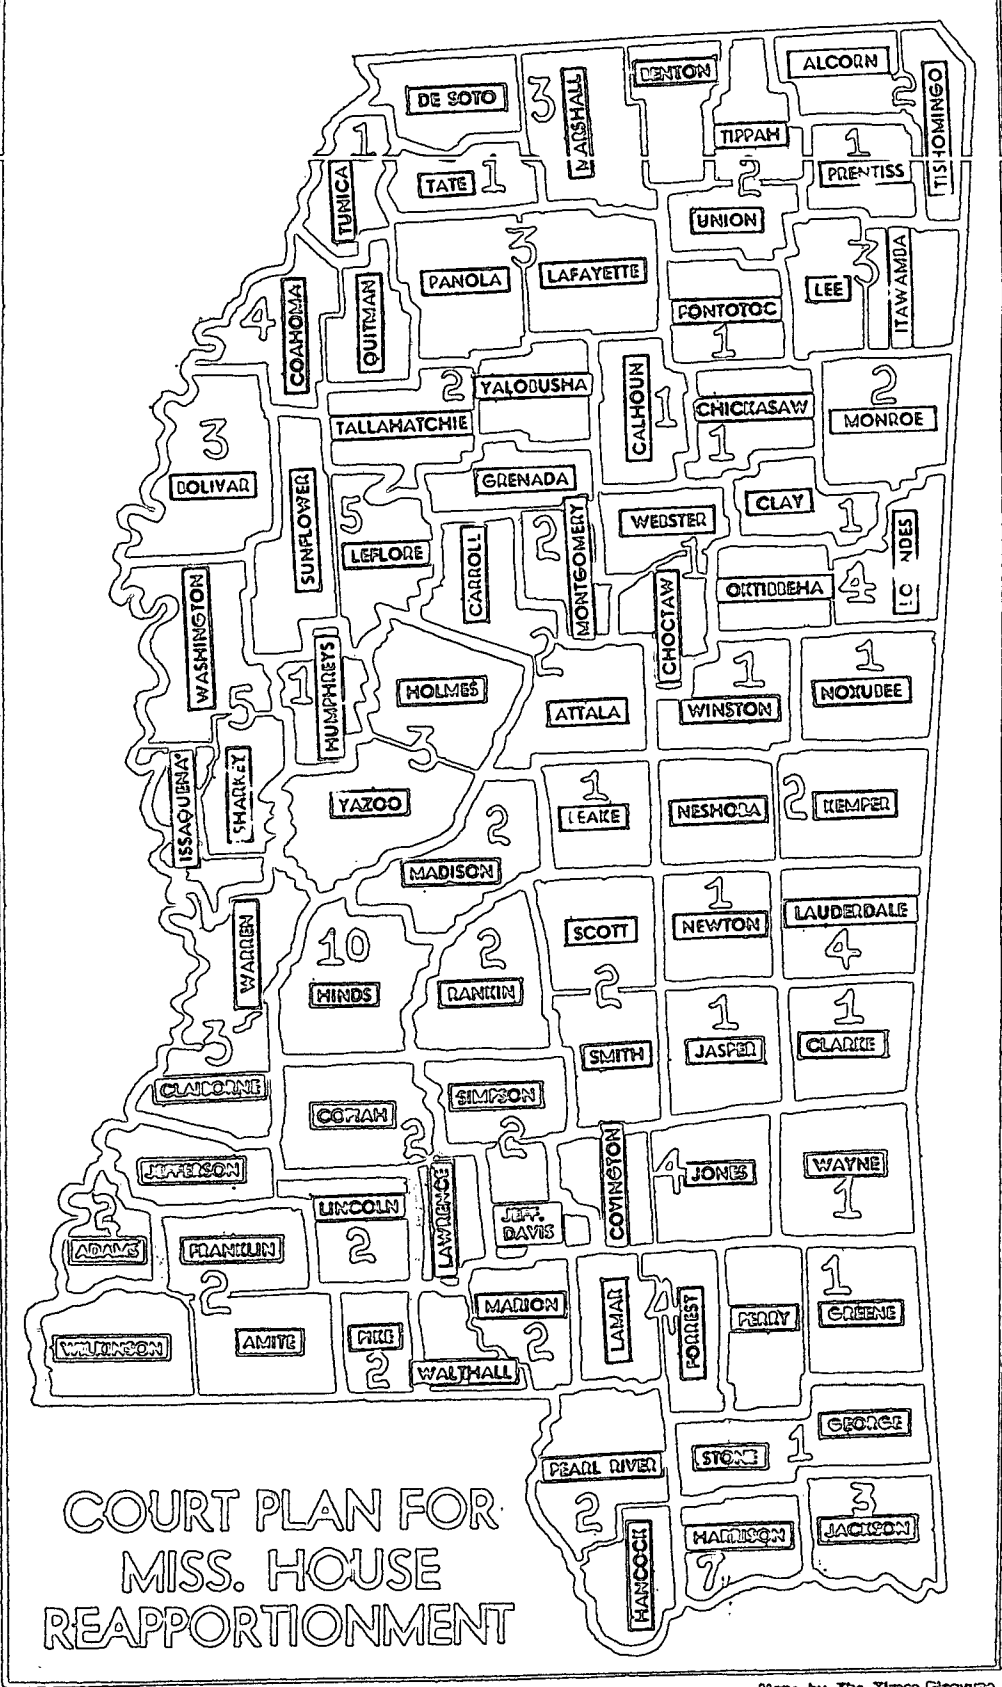 ALCORN
BENTON
DE SOTO
3
MARSHALL
2
TISHOMINGO
1
TIPPAH
1
TUNICA
TATE 1
2
PRENTISS
UNION
3
PANOLA
LAFAYETTE
3
LEE
ITAWAMBA
4
COAHOMA
QUITMAN
PONTOTOC
1
2
YALOBUSHA
CALHOUN
1
CHICKASAW
1
2
MONROE
TALLAHATCHIE
3
BOLIVAR
SUNFLOWER
GRENADA
5
LEFLORE
CARROLL
2
MONTGOMERY
WEBSTER
1
CLAY
1
LO NDES
CHOCTAW
OKTIBBEHA
4
WASHINGTON
5
1
HUMPHREYS
HOLMES
2
ATTALA
1
WINSTON
1
NOXUBEE
3
ISSAQUENA
SHARKEY
YAZOO
2
MADISON
1
LEAKE
NESHOBA
2
KEMPER
WARREN
10
HINDS
2
RANKIN
SCOTT
2
1
NEWTON
LAUDERDALE
4
3
SMITH
1
JASPER
1
CLARKE
CLAIBORNE
COPIAH
2
SIMPSON
2
JEFFERSON
LAWRENCE
COVINGTON
4
JONES
WAYNE
1
2
ADAMS
FRANKLIN
2
LINCOLN
2
JEFF.
DAVIS
WILKINSON
AMITE
PIKE
2
MARION
2
WALTHALL
LAMAR
4
FORREST
PERRY
1
GREENE
GEORGE
STONE
1
PEARL RIVER
2
HANCOCK
HARRISON
7
3
JACKSON
COURT PLAN FOR
MISS. HOUSE
REAPPORTIONMENT